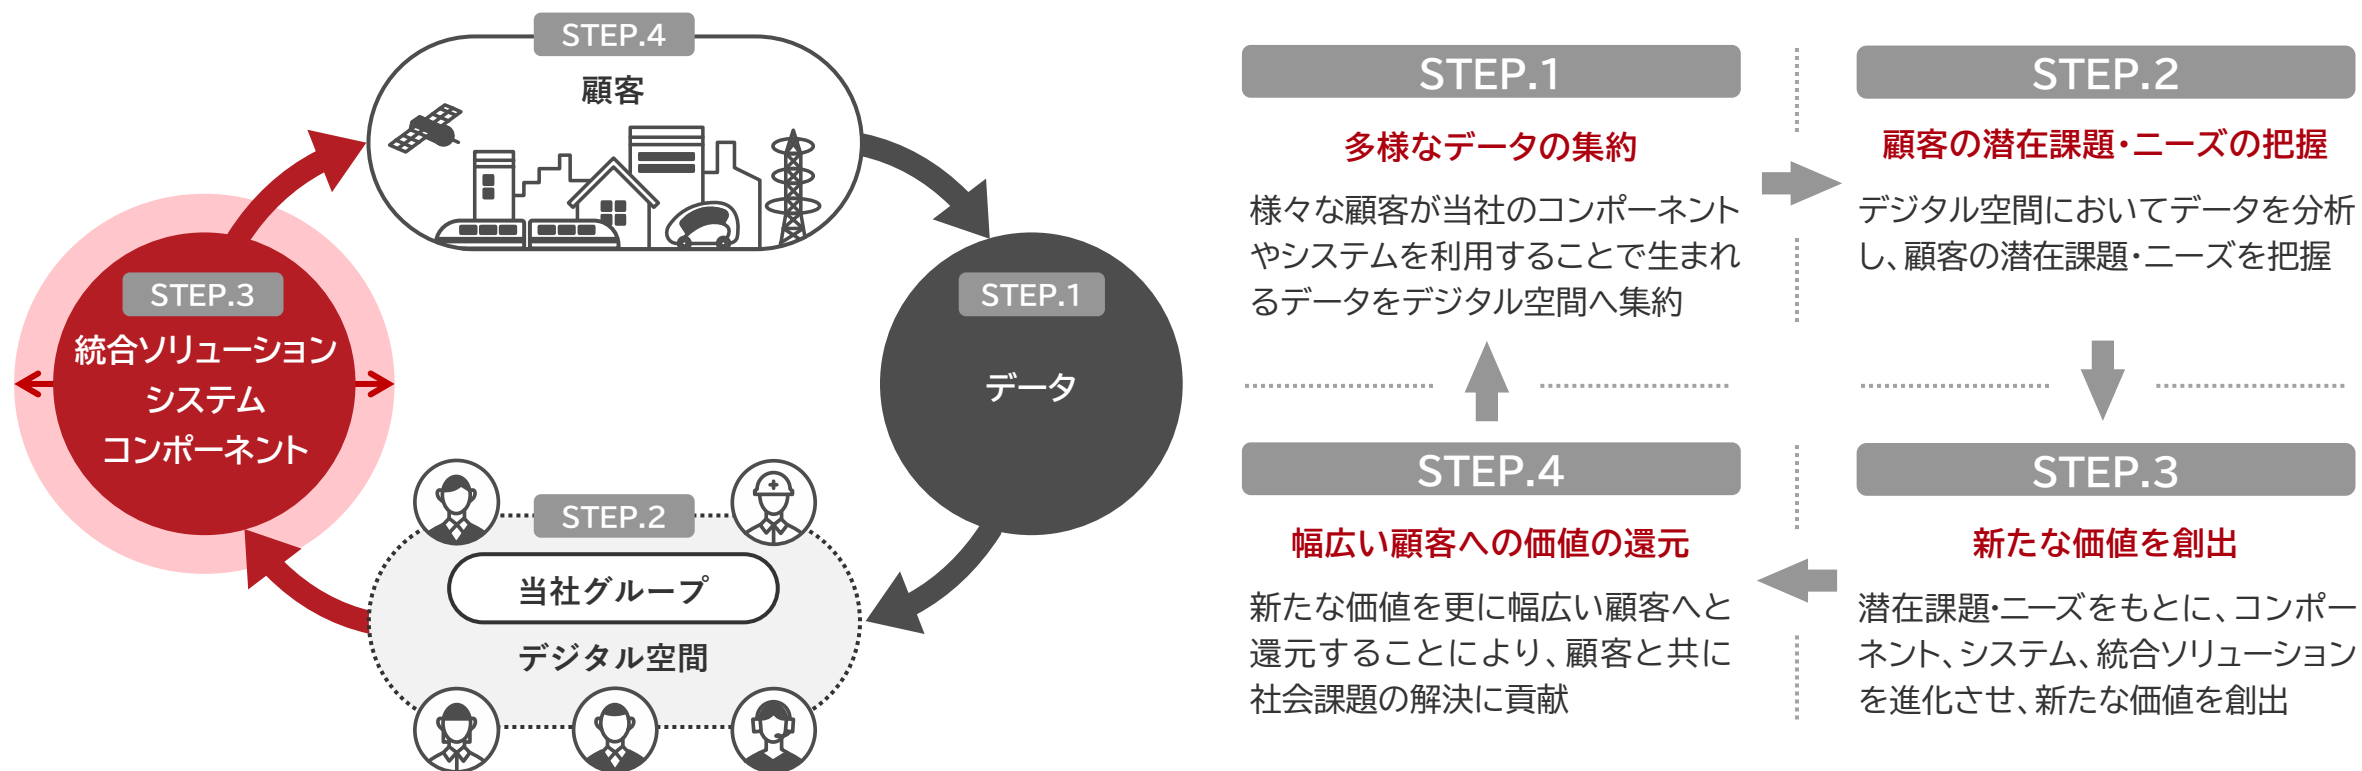 STEP.4
顧客
STEP.3
統合ソリューション
システム
コンポーネント
STEP.1
データ
STEP.2
当社グループ
デジタル空間
STEP.1
多様なデータの集約
様々な顧客が当社のコンポーネント
やシステムを利用することで生まれ
るデータをデジタル空間へ集約
STEP.2
顧客の潜在課題・ニーズの把握
デジタル空間においてデータを分析
し、顧客の潜在課題・ニーズを把握
STEP.3
新たな価値を創出
潜在課題・ニーズをもとに、コンポー
ネント、システム、統合ソリューション
を進化させ、新たな価値を創出
STEP.4
幅広い顧客への価値の還元
新たな価値を更に幅広い顧客へと
還元することにより、顧客と共に
社会課題の解決に貢献